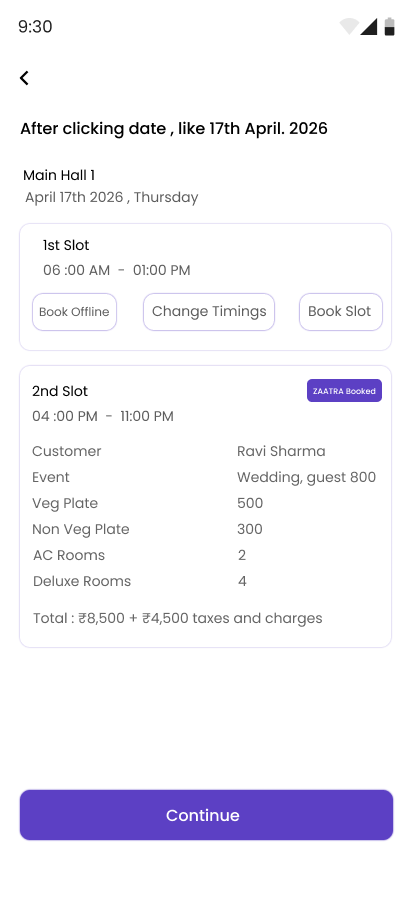 9:30
After clicking date , like 17th April. 2026
Main Hall 1
April 17th 2026 , Thursday
1st Slot
06 :00 AM - 01:00 PM
Book Offline Change Timings Book Slot
2nd Slot ZAATRA Booked
04 :00 PM - 11:00 PM
Customer Ravi Sharma
Event Wedding, guest 800
Veg Plate 500
Non Veg Plate 300
AC Rooms 2
Deluxe Rooms 4
Total : ₹8,500 + ₹4,500 taxes and charges
Continue